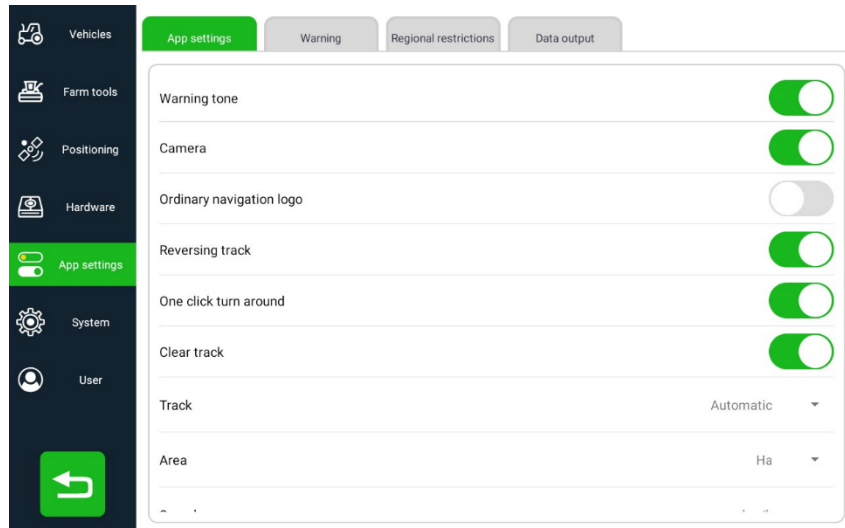 Vehicles
Farm tools
Positioning
Hardware
App settings
System
User
App settings
Warning
Regional restrictions
Data output
Warning tone
Camera
Ordinary navigation logo
Reversing track
One click turn around
Clear track
Track Automatic
Area Ha